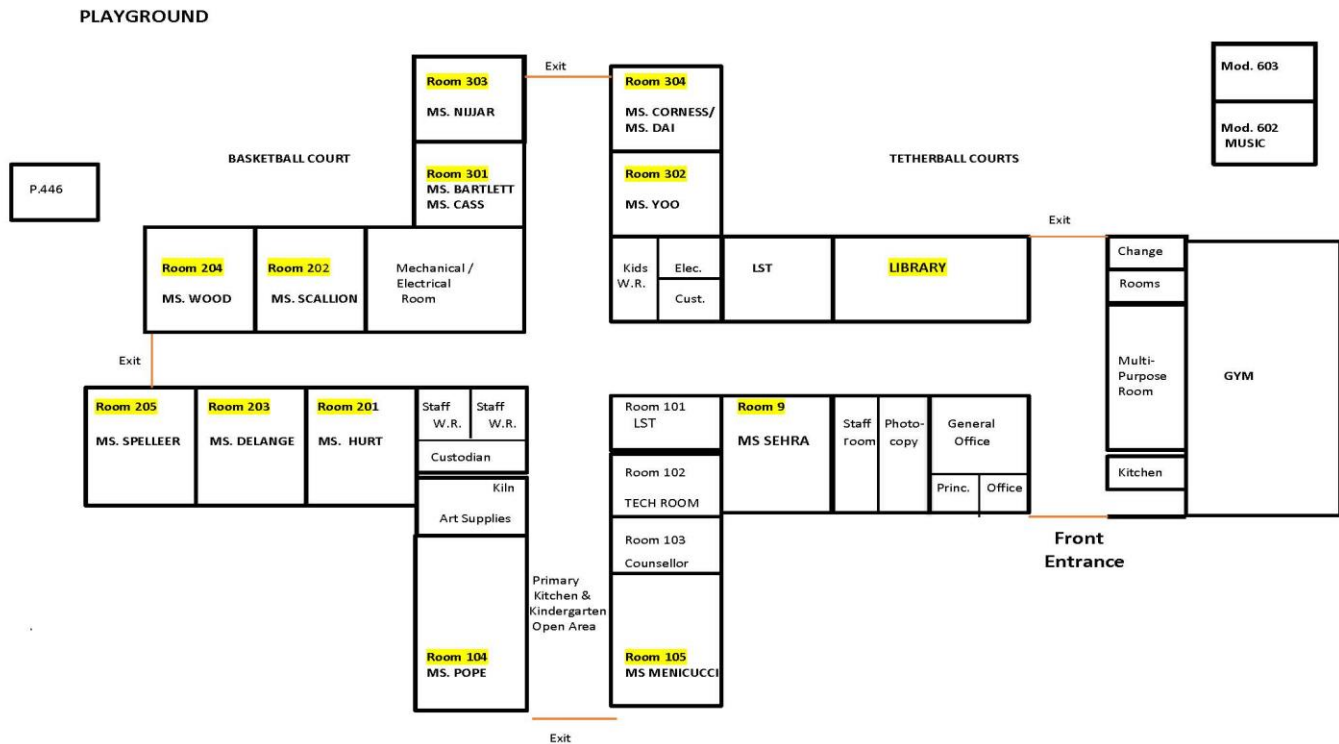 PLAYGROUND
Room 303
MS. NIJJAR
Exit
Room 304
MS. CORNESS/
MS. DAI
Mod. 603
Mod. 602
MUSIC
BASKETBALL COURT
TETHERBALL COURTS
P.446
Room 301
MS. BARTLETT
MS. CASS
Room 302
MS. YOO
Exit
Room 204
MS. WOOD
Room 202
MS. SCALLION
Mechanical /
Electrical
Room
Kids
W.R.
Elec.
Cust.
LST
LIBRARY
Change
Rooms
Multi-
Purpose
Room
GYM
Kitchen
Exit
Room 205
MS. SPELLEER
Room 203
MS. DELANGE
Room 201
MS. HURT
Staff
W.R.
Staff
W.R.
Custodian
Kiln
Art Supplies
Room 101
LST
Room 102
TECH ROOM
Room 103
Counsellor
Room 9
MS SEHRA
Staff
room
Photo-
copy
General
Office
Princ.
Office
Front
Entrance
Primary
Kitchen &
Kindergarten
Open Area
Room 104
MS. POPE
Room 105
MS MENICUCCI
Exit